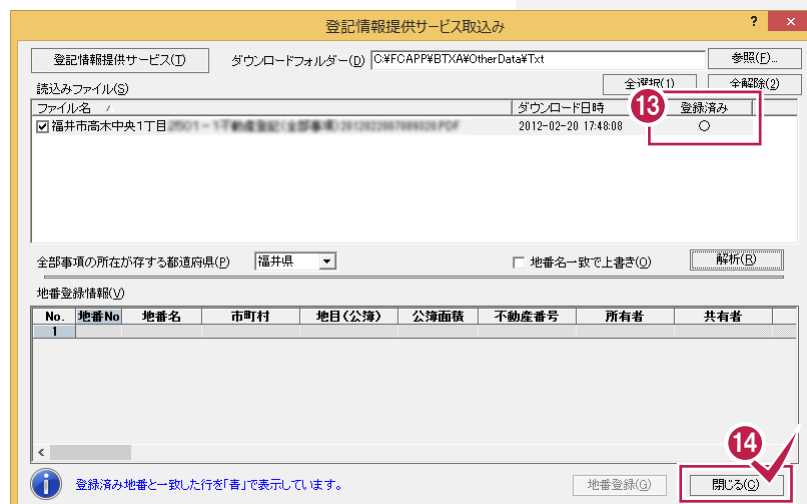 登記情報提供サービス取込み ? ×
登記情報提供サービス(T) ダウンロードフォルダー(D) C:¥FCAPP¥BTXA¥OtherData¥Txt 参照(F)...
読込みファイル(S) 全選択(1) 全解除(2)
13
ファイル名 ダウンロード日時 登録済み
福井市高木中央1丁目 2012-02-20 17:48:08 ○
全部事項の所在が存する都道府県(P) 福井県 地番名一致で上書き(O) 解析(R)
地番登録情報(V)
No. 地番No 地番名 市町村 地目(公簿) 公簿面積 不動産番号 所有者 共有者
1
14
登録済み地番と一致した行を「青」で表示しています。 地番登録(G) 閉じる(C)